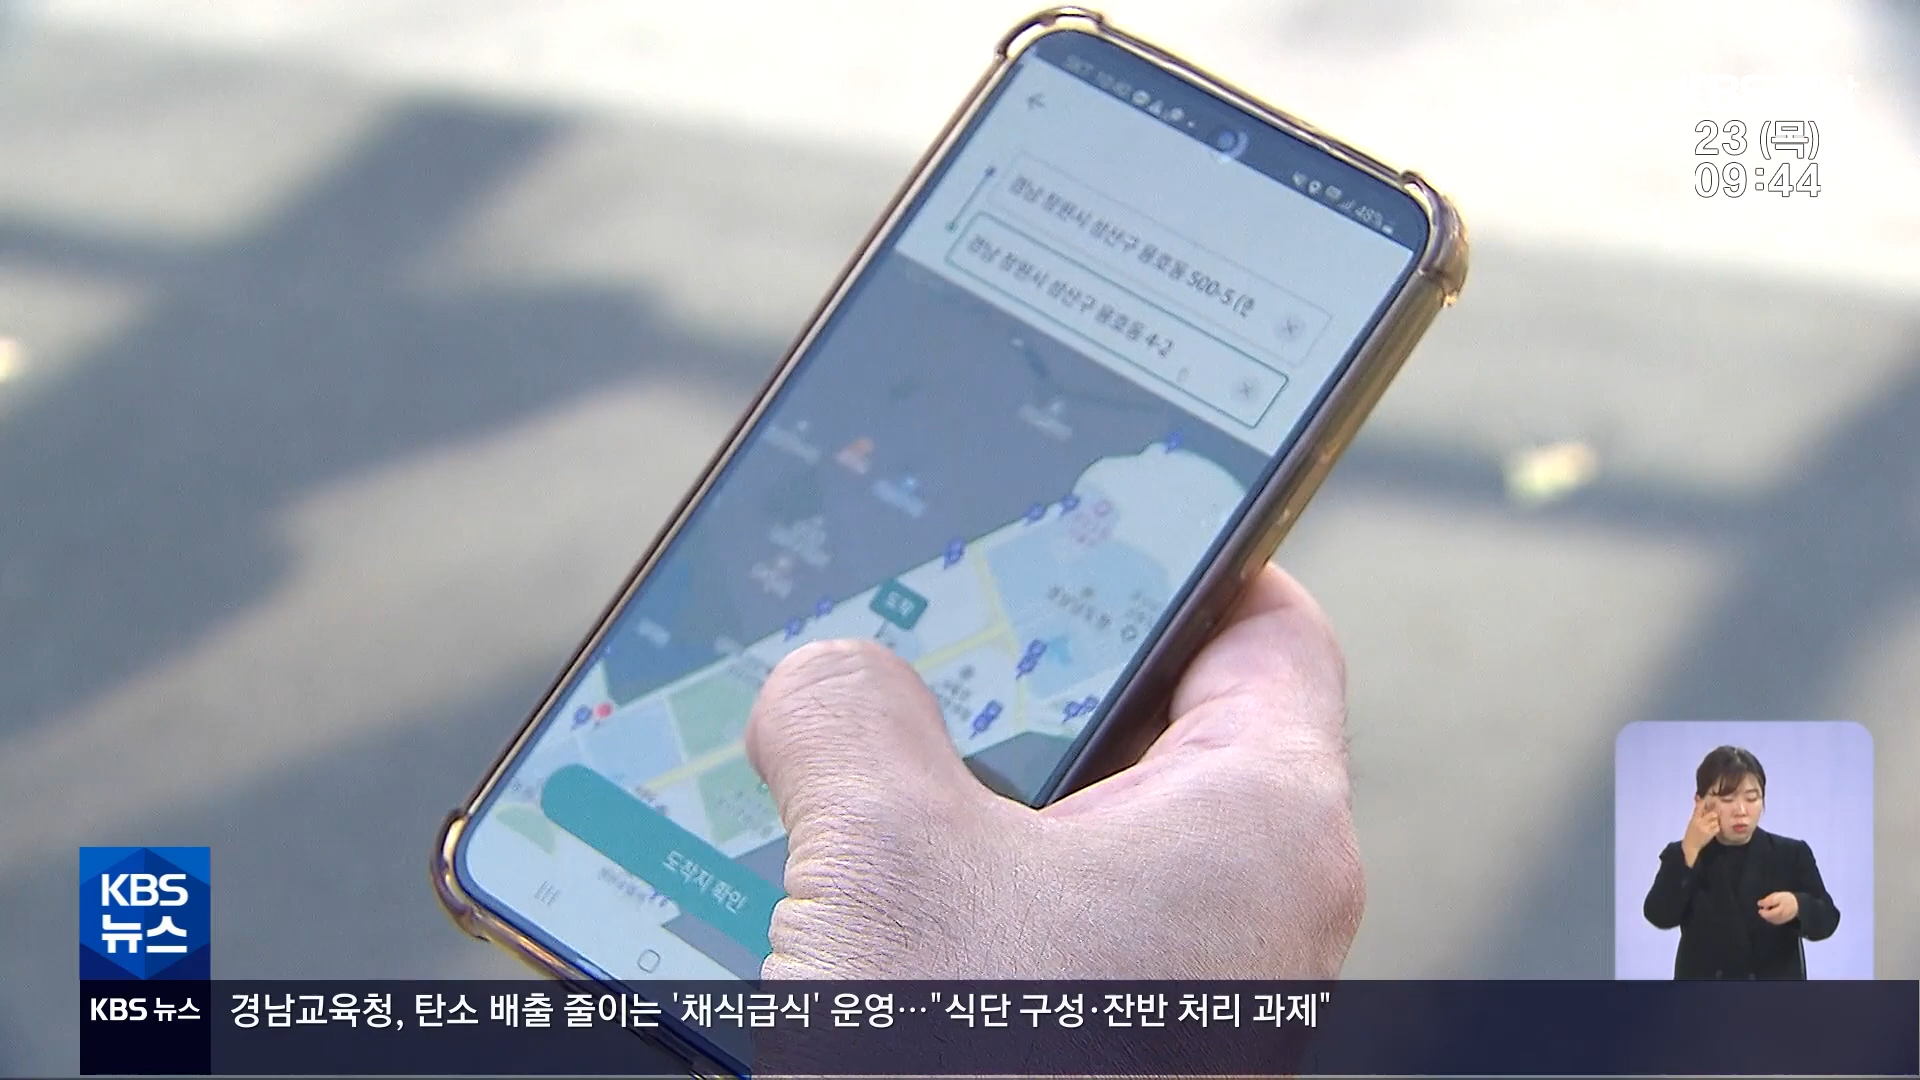 23 (목)
09:44
경남 창원시 성산구 용호동 500-5 (용
경남 창원시 성산구 용호동 4-2
48%
도착
도착지 확인
KBS
뉴스
KBS 뉴스
경남교육청, 탄소 배출 줄이는 '채식급식' 운영…"식단 구성·잔반 처리 과제"